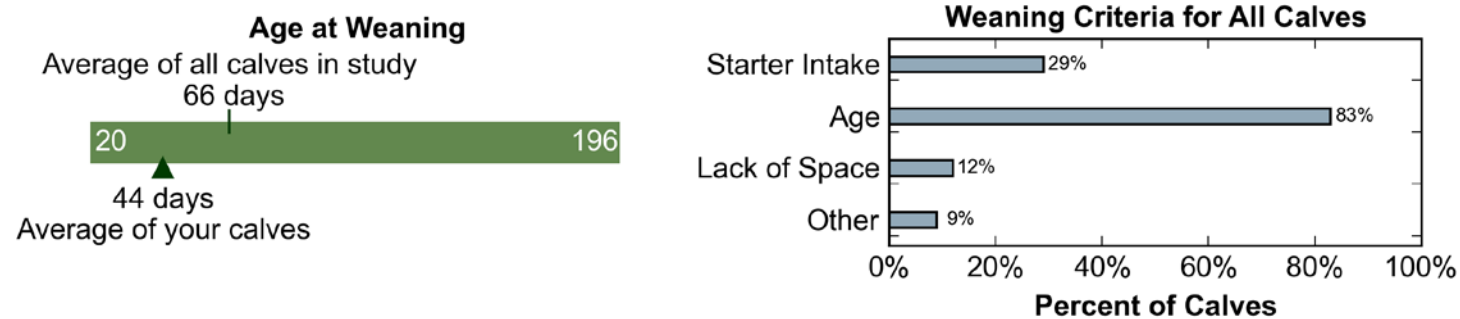 Age at Weaning
Average of all calves in study
66 days
20
196
44 days
Average of your calves
Weaning Criteria for All Calves
Starter Intake
29%
Age
83%
Lack of Space
12%
Other
9%
0% 20% 40% 60% 80% 100%
Percent of Calves